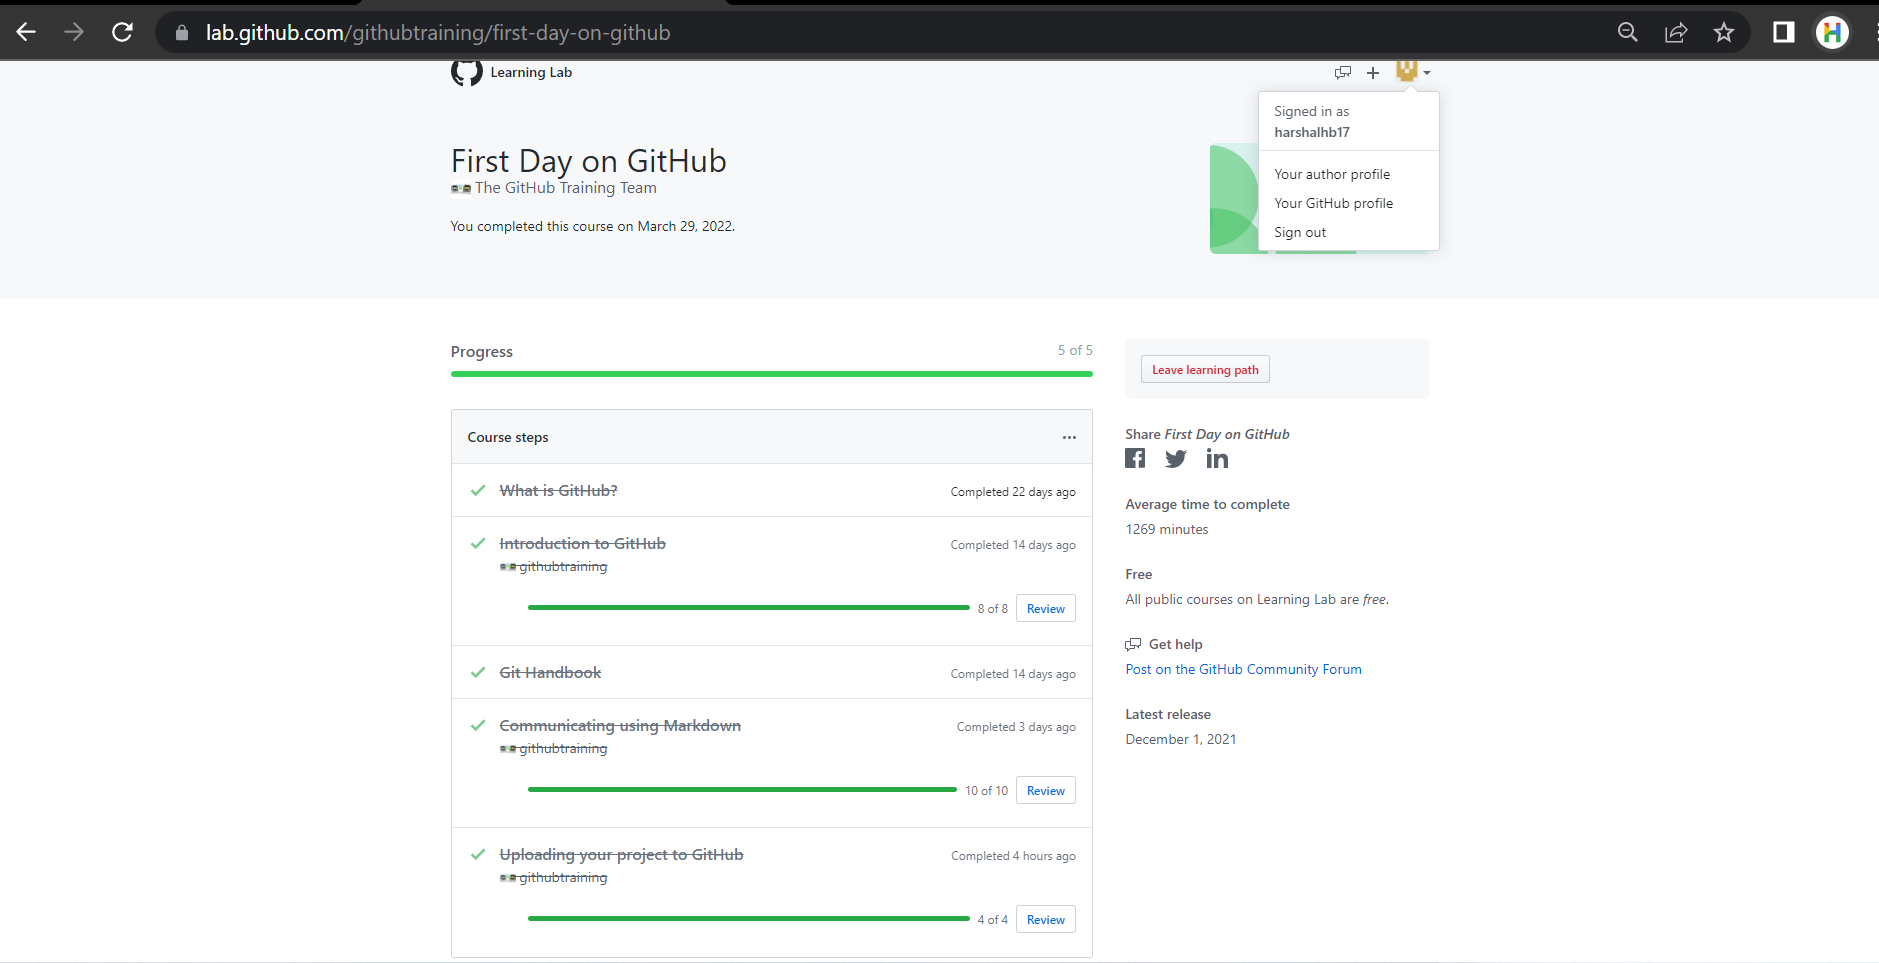 lab.github.com/githubtraining/first-day-on-github
Learning Lab
Signed in as
harshalhb17
Your author profile
Your GitHub profile
Sign out
First Day on GitHub
The GitHub Training Team
You completed this course on March 29, 2022.
Progress
5 of 5
Course steps
What is GitHub?
Completed 22 days ago
Introduction to GitHub
Completed 14 days ago
githubtraining
8 of 8
Review
Git Handbook
Completed 14 days ago
Communicating using Markdown
Completed 3 days ago
githubtraining
10 of 10
Review
Uploading your project to GitHub
Completed 4 hours ago
githubtraining
4 of 4
Review
Leave learning path
Share First Day on GitHub
Average time to complete
1269 minutes
Free
All public courses on Learning Lab are free.
Get help
Post on the GitHub Community Forum
Latest release
December 1, 2021